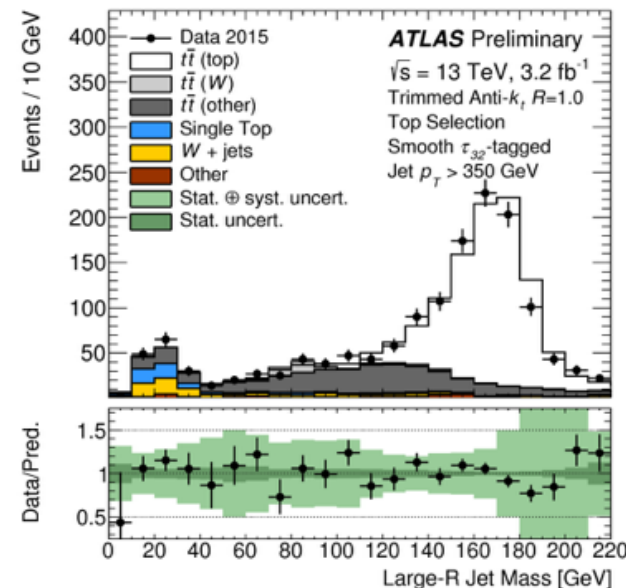 Events / 10 GeV
400
350
300
250
200
150
100
50
Data 2015
tt̄ (top)
tt̄ (W)
tt̄ (other)
Single Top
W + jets
Other
Stat. ⊕ syst. uncert.
Stat. uncert.
ATLAS Preliminary
√s = 13 TeV, 3.2 fb⁻¹
Trimmed Anti-kₜ R=1.0
Top Selection
Smooth τ₃₂-tagged
Jet p_T > 350 GeV
Data/Pred.
1.5
1
0.5
0 20 40 60 80 100 120 140 160 180 200 220
Large-R Jet Mass [GeV]